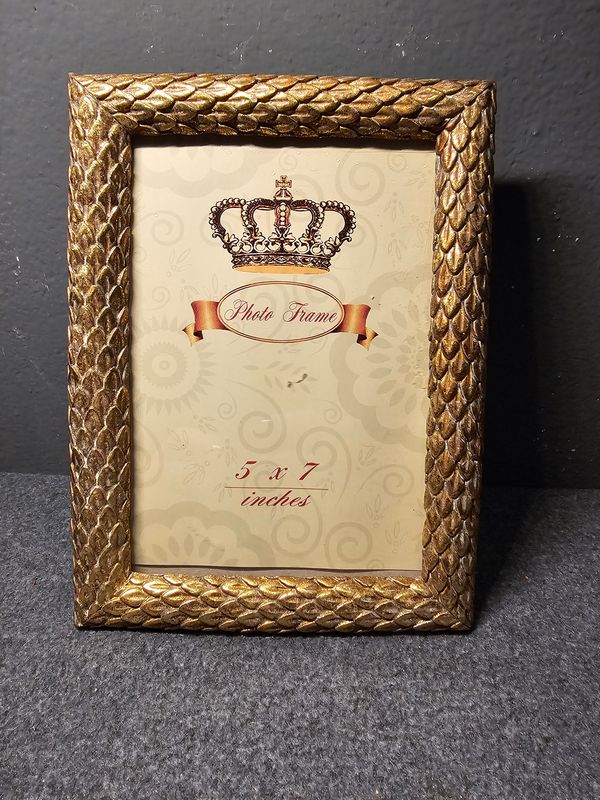 Photo Frame
5 x 7
inches